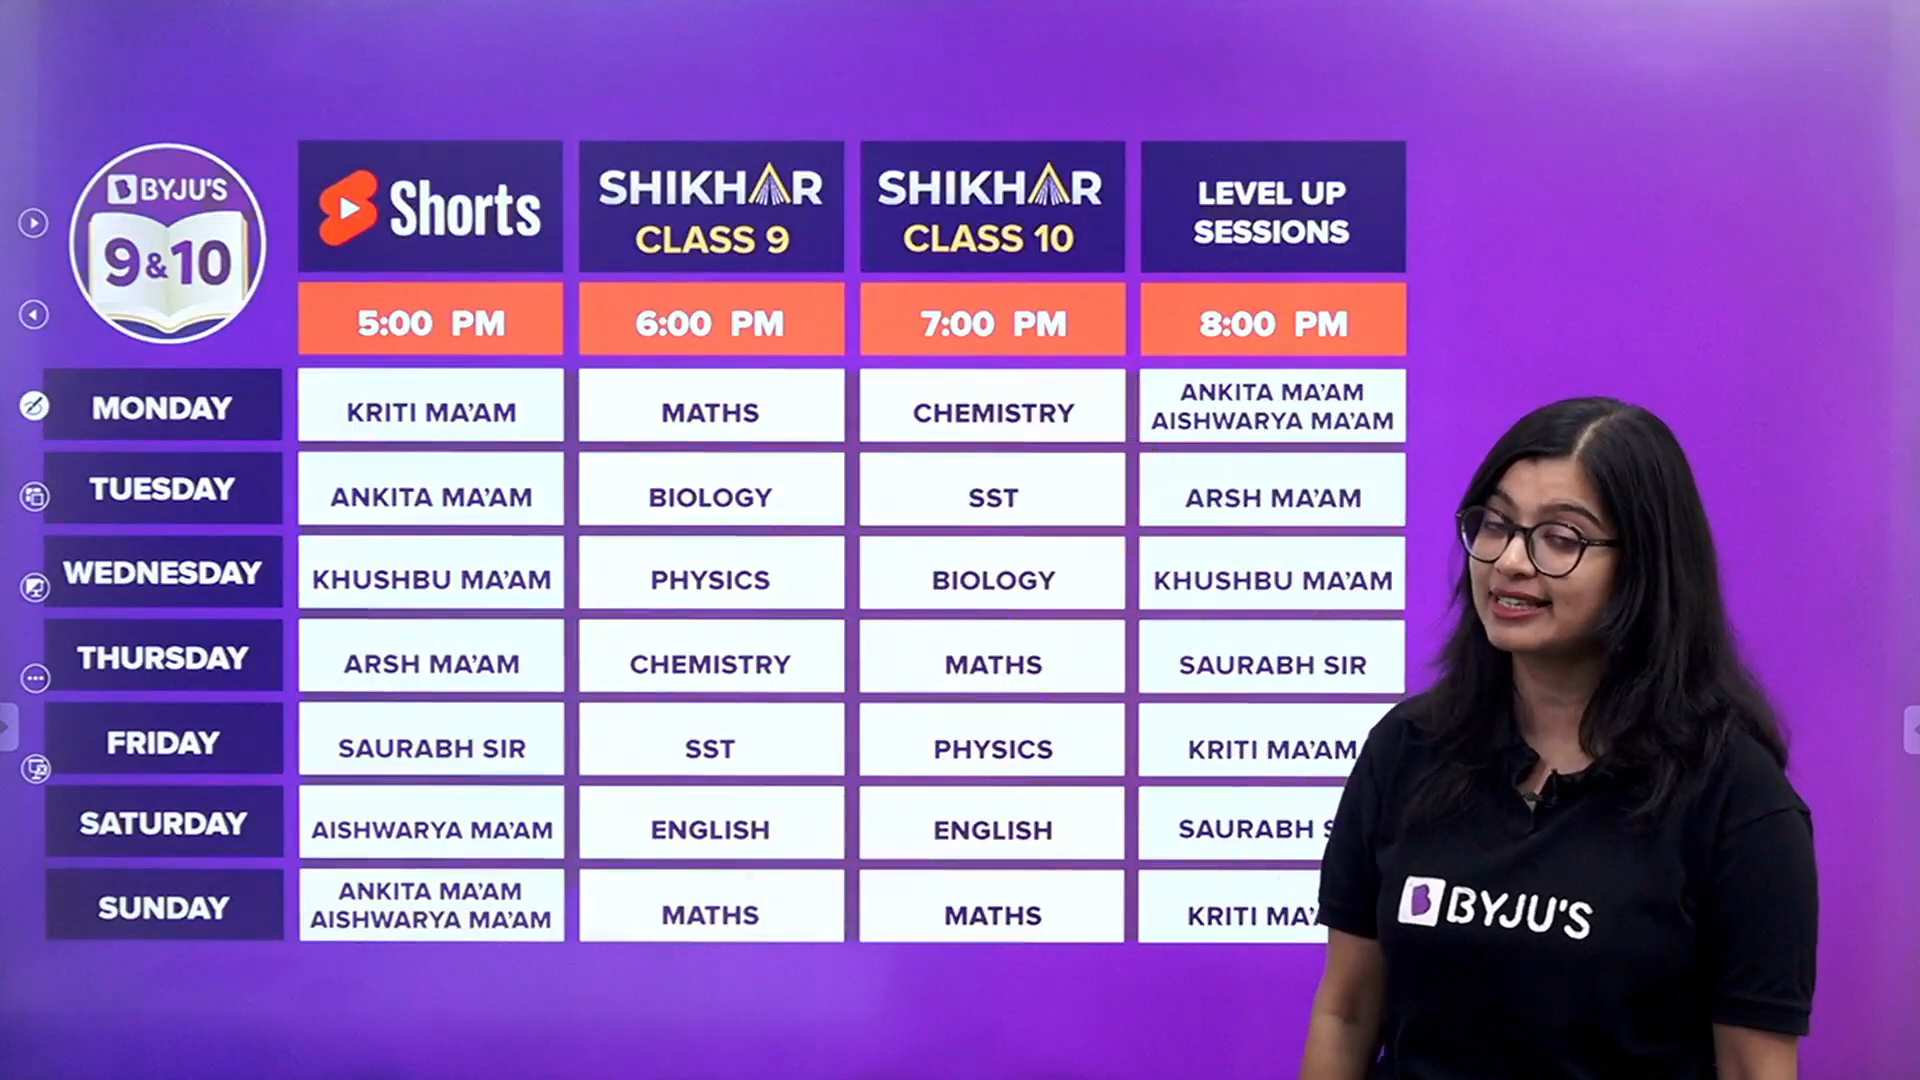 BYJU'S
9&10
Shorts
SHIKHAR
CLASS 9
SHIKHAR
CLASS 10
LEVEL UP
SESSIONS
5:00 PM
6:00 PM
7:00 PM
8:00 PM
MONDAY
KRITI MA'AM
MATHS
CHEMISTRY
ANKITA MA'AM
AISHWARYA MA'AM
TUESDAY
ANKITA MA'AM
BIOLOGY
SST
ARSH MA'AM
WEDNESDAY
KHUSHBU MA'AM
PHYSICS
BIOLOGY
KHUSHBU MA'AM
THURSDAY
ARSH MA'AM
CHEMISTRY
MATHS
SAURABH SIR
FRIDAY
SAURABH SIR
SST
PHYSICS
KRITI MA'AM
SATURDAY
AISHWARYA MA'AM
ENGLISH
ENGLISH
SAURABH S
SUNDAY
ANKITA MA'AM
AISHWARYA MA'AM
MATHS
MATHS
KRITI MA'
BYJU'S